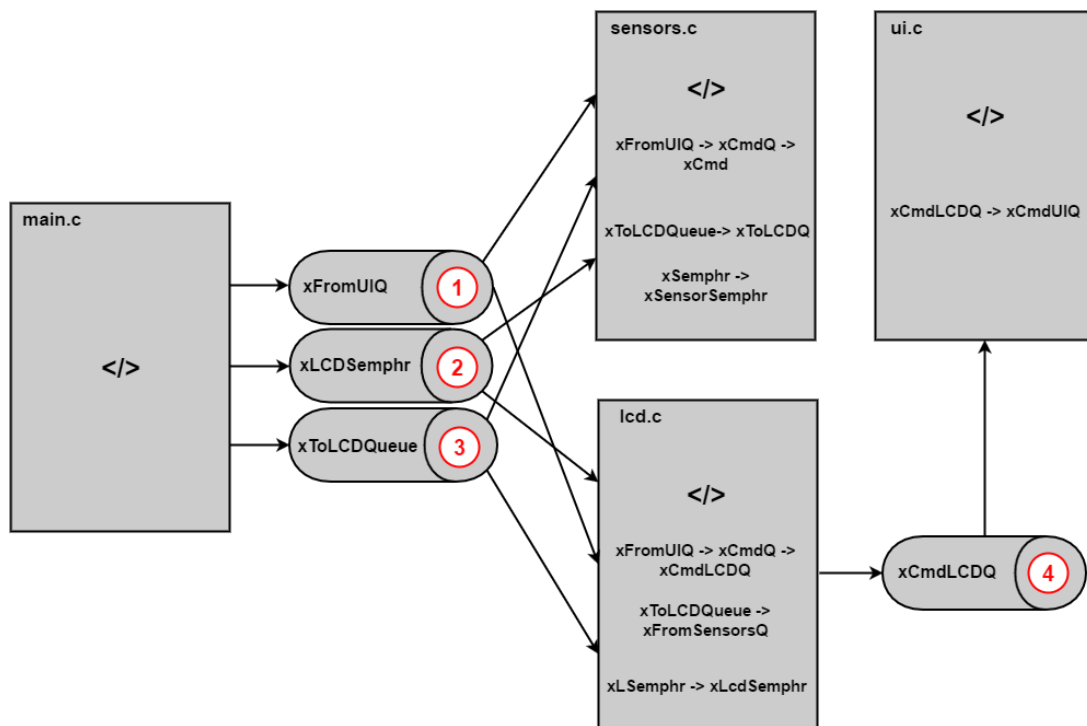 main.c
</>
xFromUIQ
1
xLCDSemphr
2
xToLCDQueue
3
sensors.c
</>
xFromUIQ -> xCmdQ ->
xCmd
xToLCDQueue-> xToLCDQ
xSemphr ->
xSensorSemphr
lcd.c
</>
xFromUIQ -> xCmdQ ->
xCmdLCDQ
xToLCDQueue ->
xFromSensorsQ
xLSemphr -> xLcdSemphr
xCmdLCDQ
4
ui.c
</>
xCmdLCDQ -> xCmdUIQ